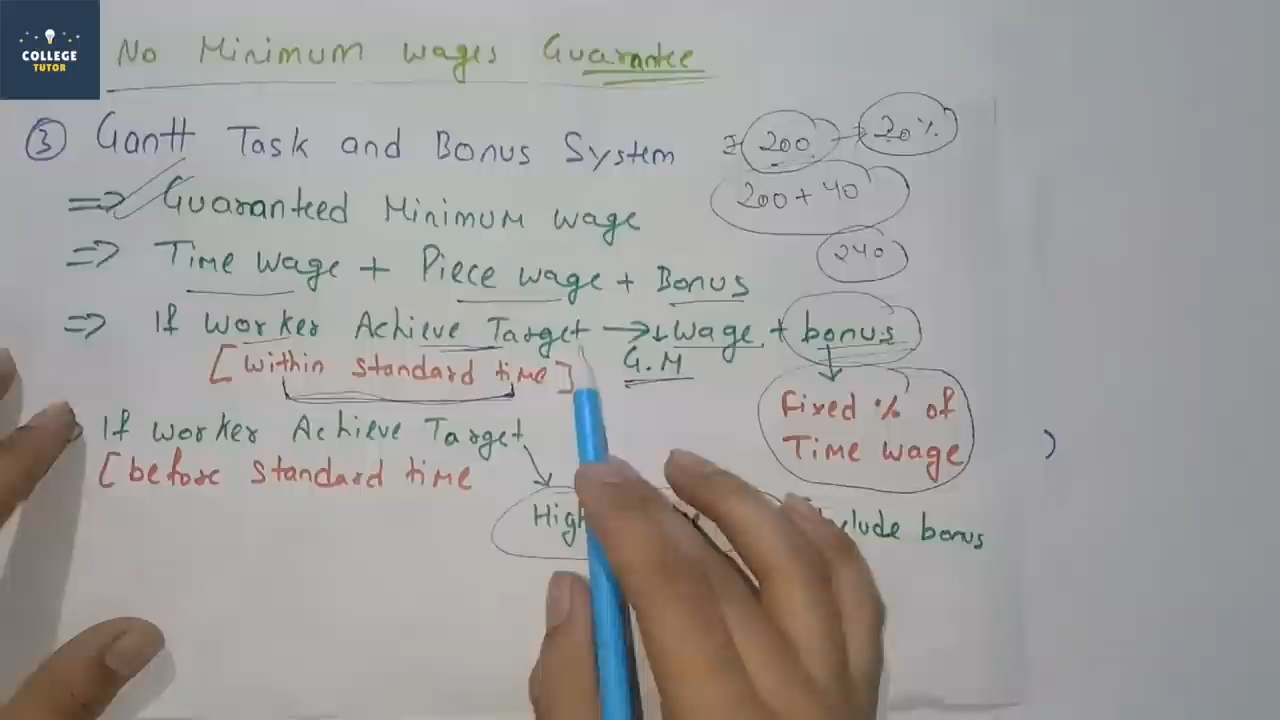 COLLEGE
TUTOR
No Minimum wages Guarantee
③ Gantt Task and Bonus System
= 200 → 20%
200 + 40
240
⇒ Guaranteed Minimum wage
⇒ Time wage + Piece wage + Bonus
⇒ If worker Achieve Target → ↓ wage + bonus
[within standard time]
G.M
Fixed % of
Time wage
If worker Achieve Target
[before standard time
High
bonus